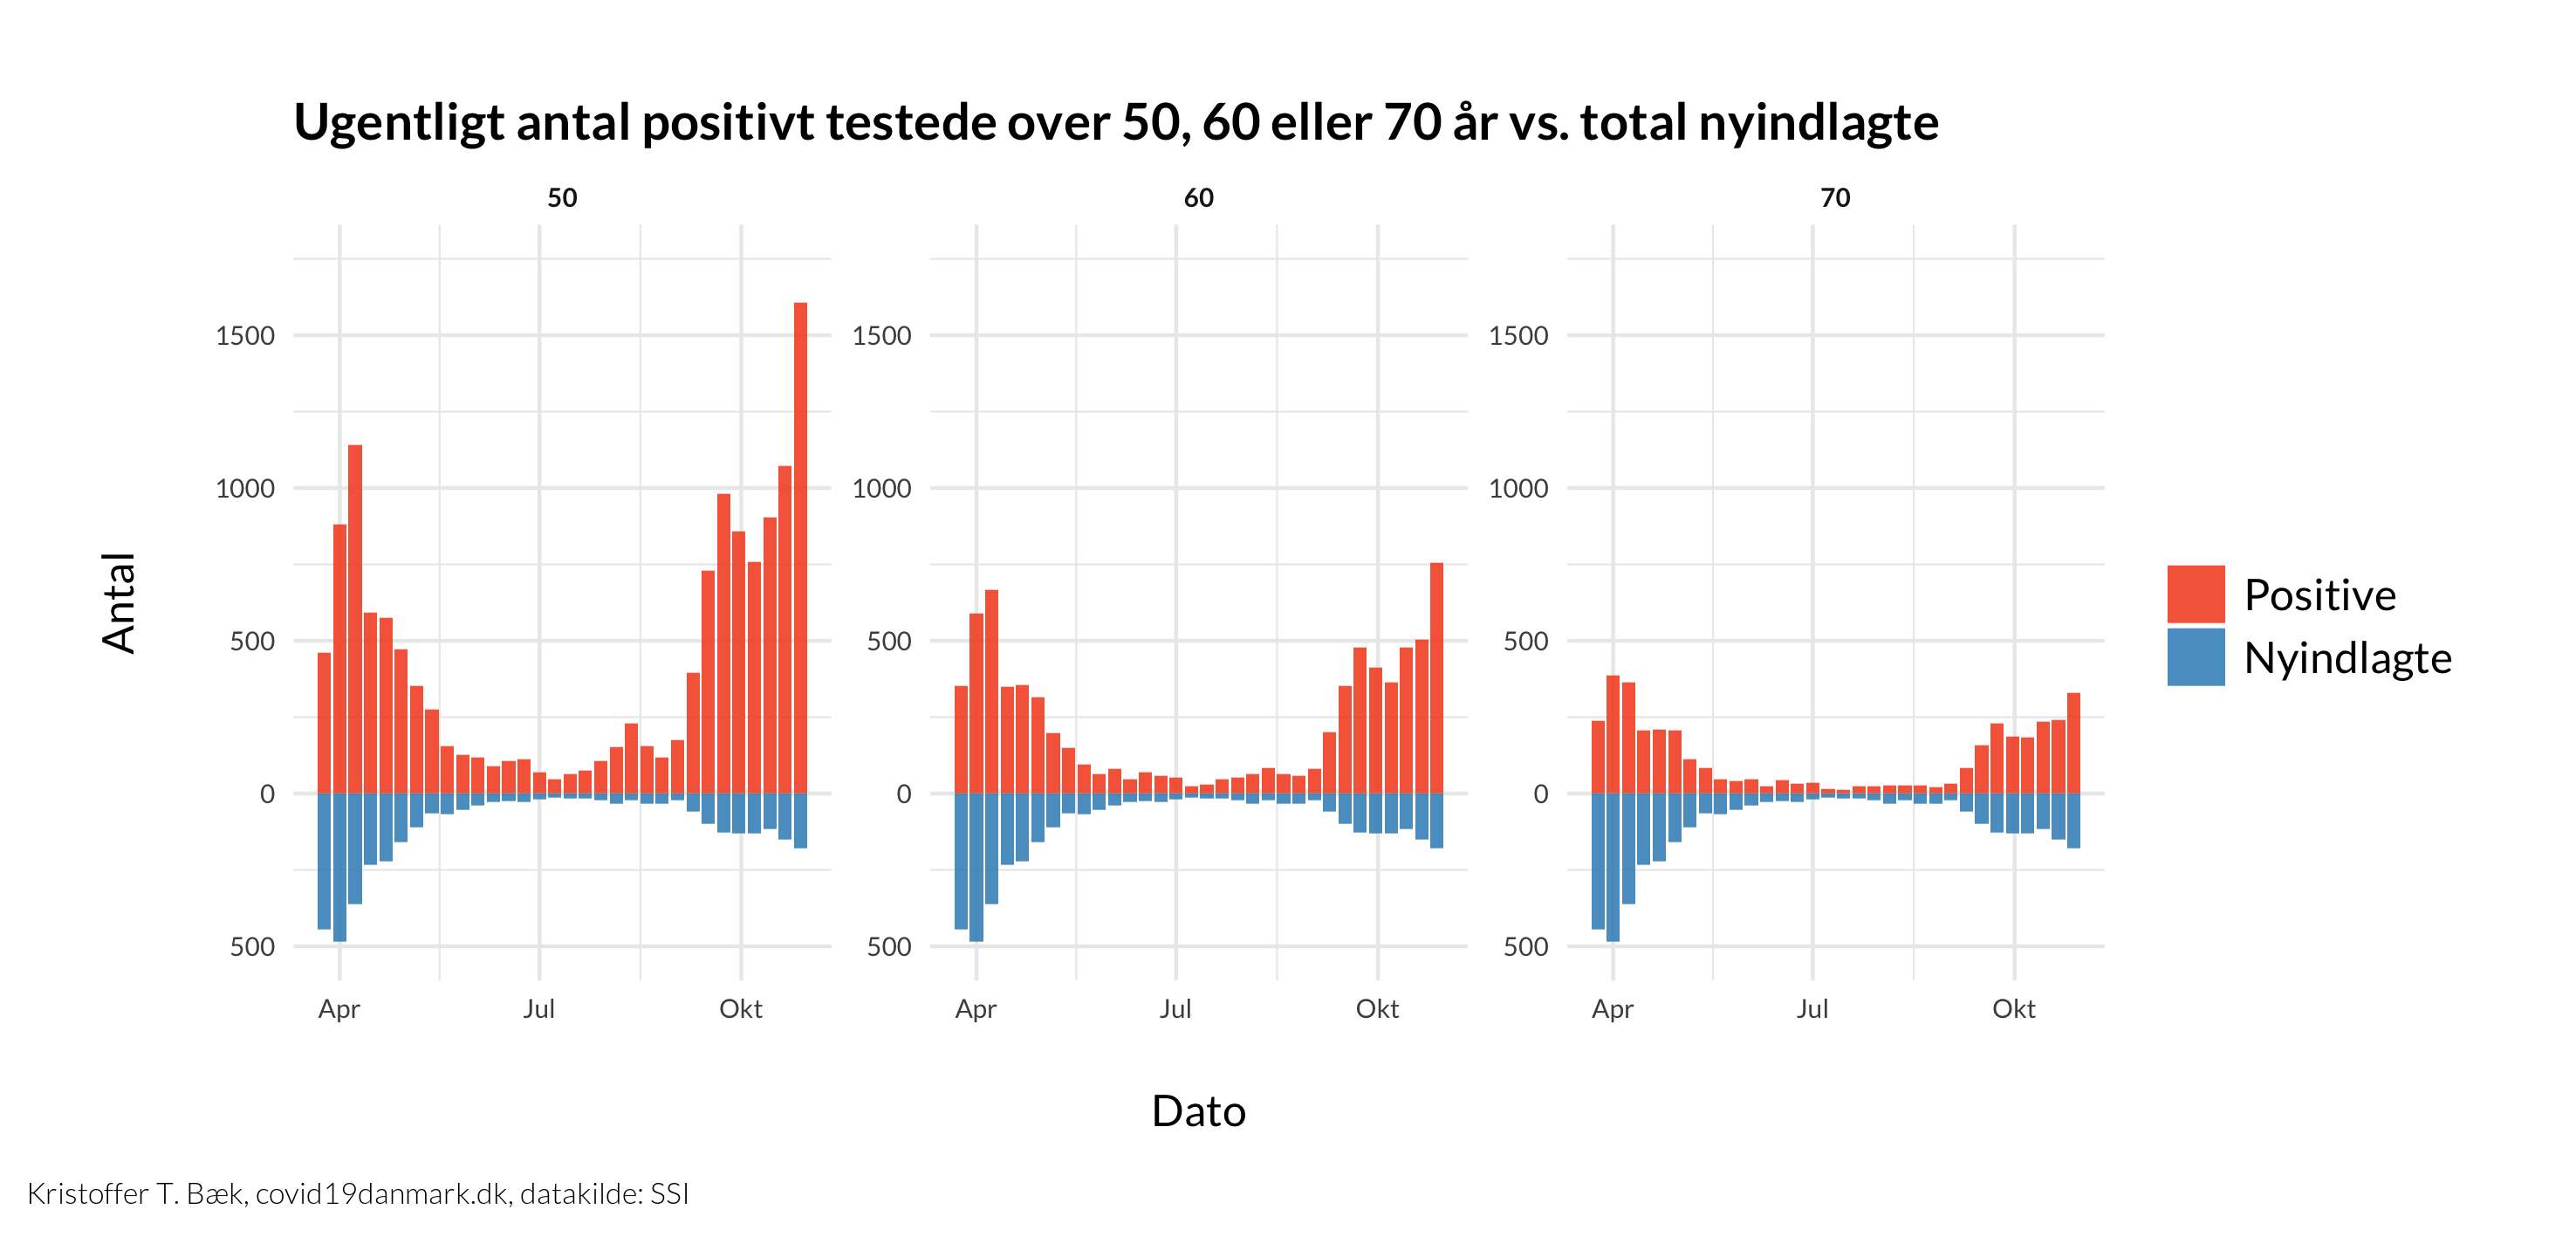 Ugentligt antal positivt testede over 50, 60 eller 70 år vs. total nyindlagte
50 60 70
1500 1500 1500
1000 1000 1000
500 500 500
0 0 0
500 500 500
Apr Jul Okt Apr Jul Okt Apr Jul Okt
Antal
Dato
Positive
Nyindlagte
Kristoffer T. Bæk, covid19danmark.dk, datakilde: SSI